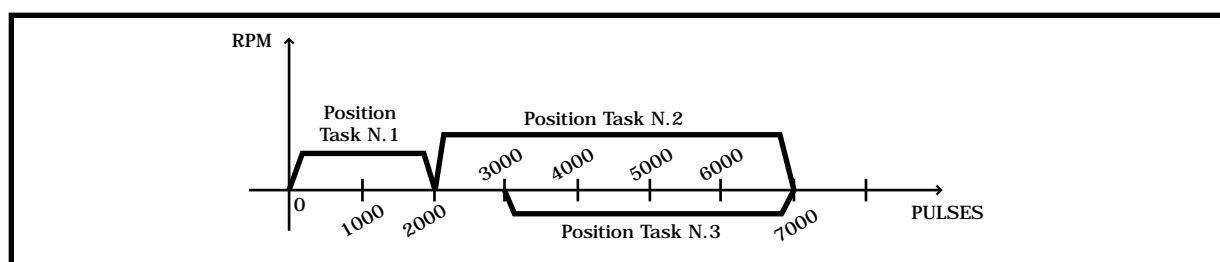 RPM
Position
Task N.1
Position Task N.2
3000
4000
5000
6000
0
1000
2000
7000
PULSES
Position Task N.3